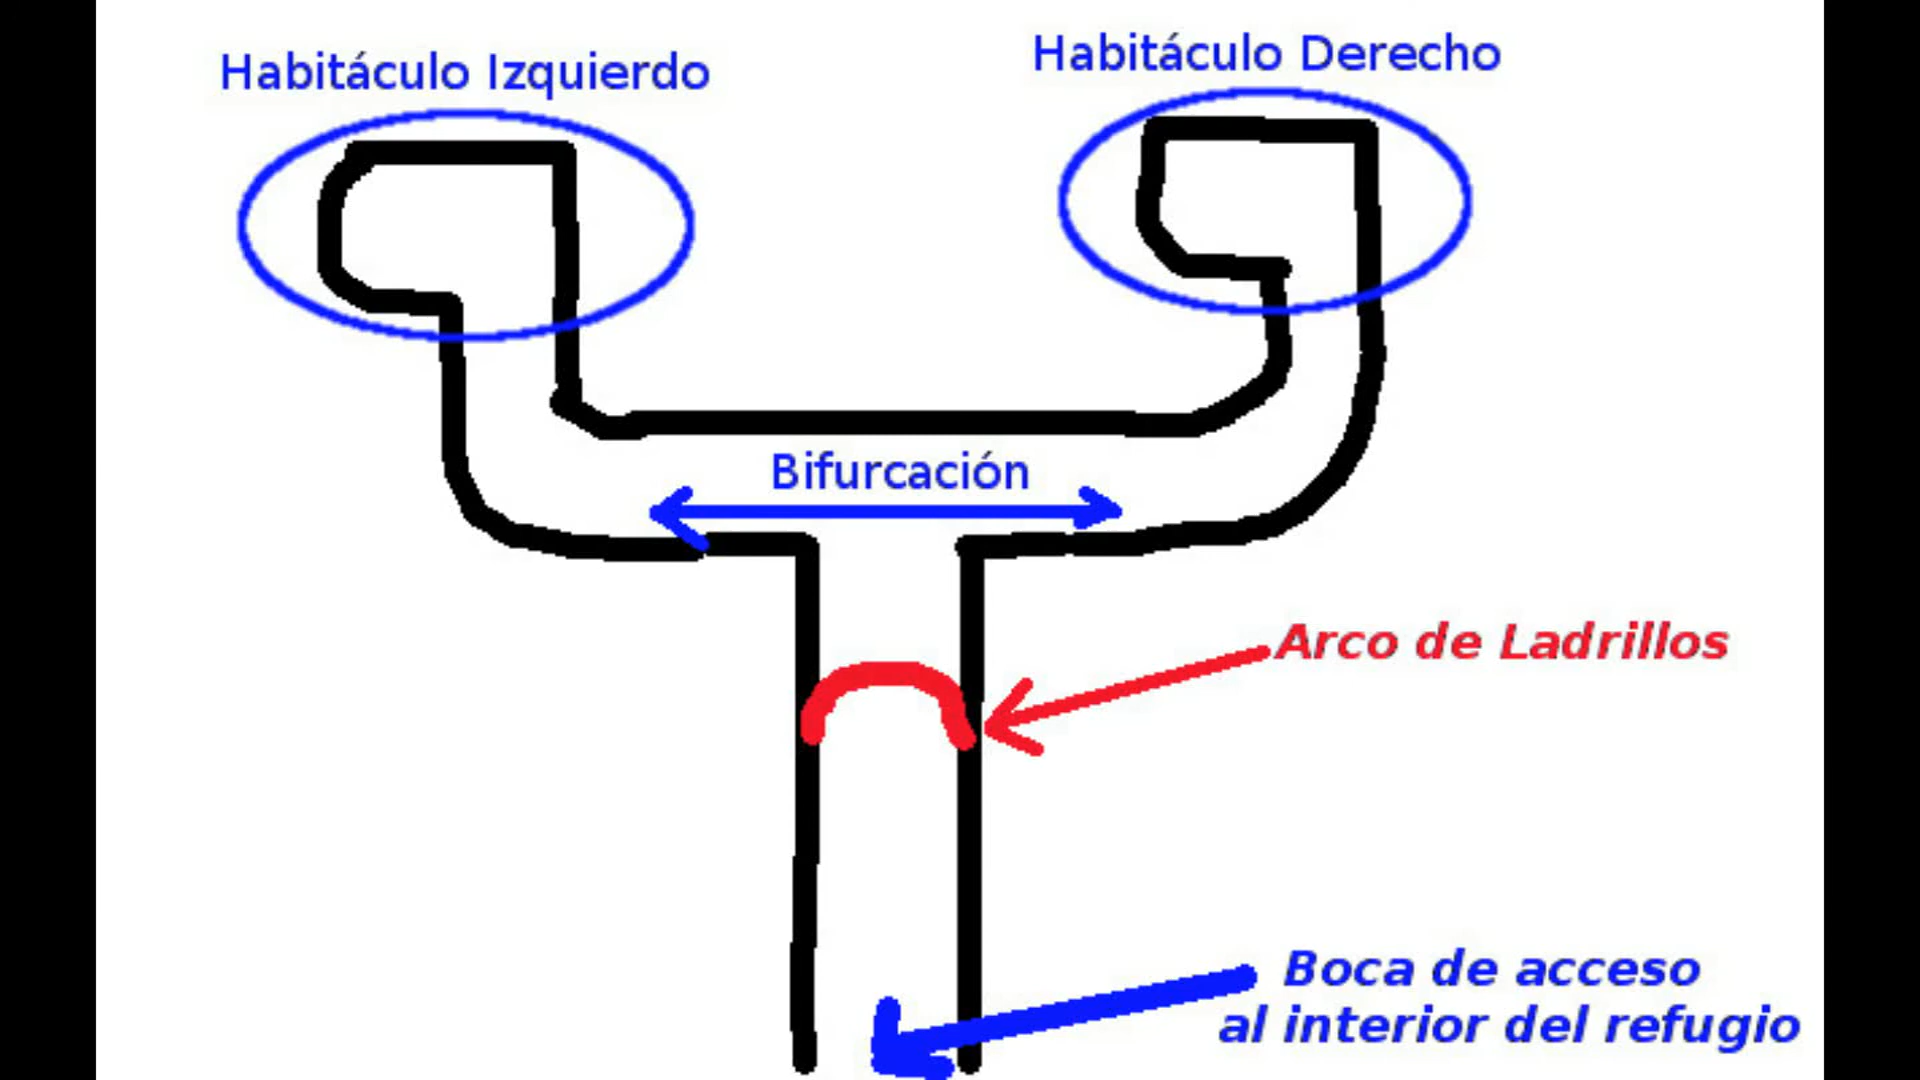 Habitáculo Izquierdo
Habitáculo Derecho
Bifurcación
Arco de Ladrillos
Boca de acceso
al interior del refugio